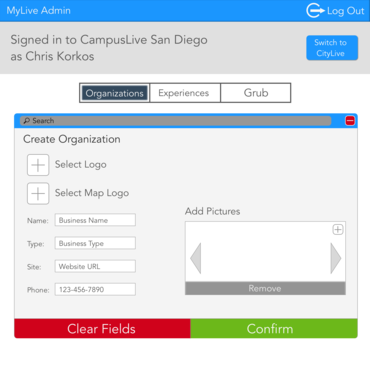 MyLive Admin
Log Out
Signed in to CampusLive San Diego
as Chris Korkos
Switch to
CityLive
Organizations
Experiences
Grub
Search
Create Organization
Select Logo
Select Map Logo
Name: Business Name
Type: Business Type
Site: Website URL
Phone: 123-456-7890
Add Pictures
Remove
Clear Fields
Confirm